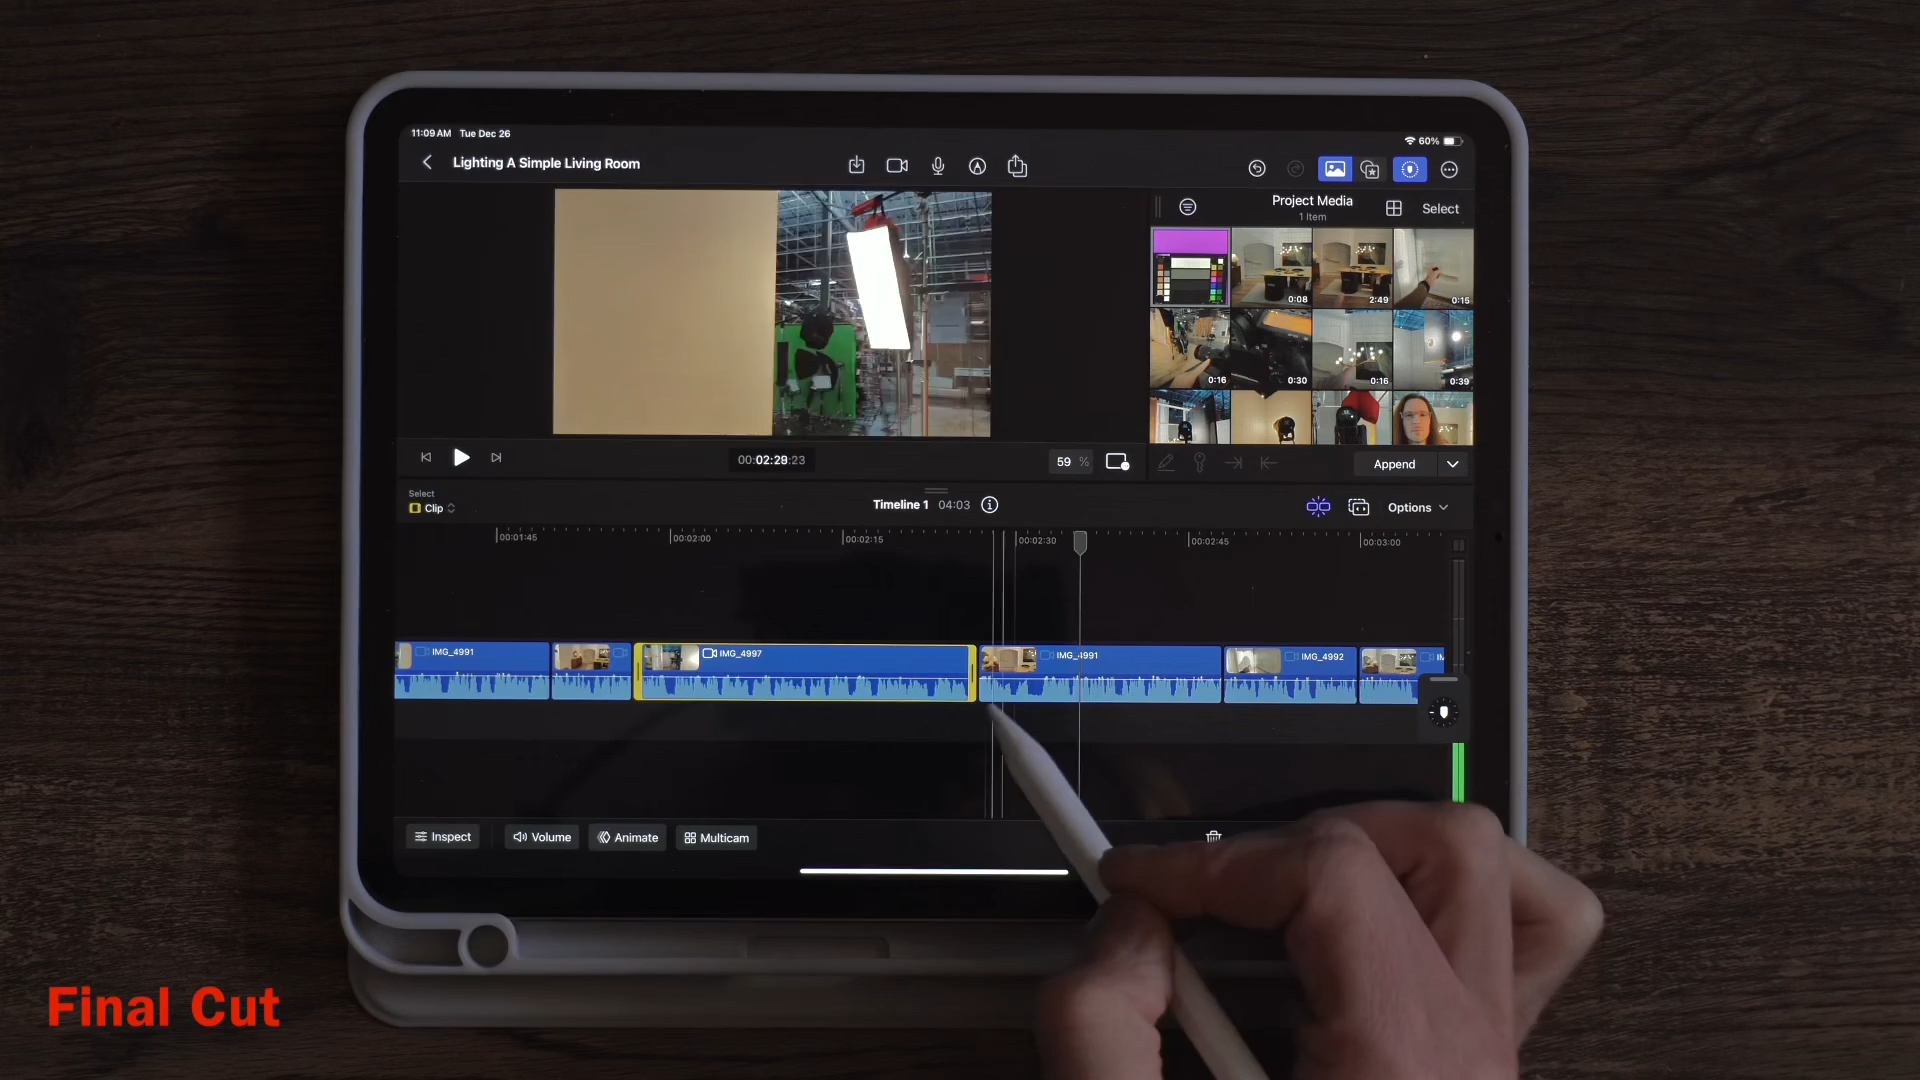 11:09 AM Tue Dec 26
60%
Lighting A Simple Living Room
Project Media
1 Item
Select
0:08
2:49
0:15
0:16
0:30
0:16
0:39
00:02:28:23
59 %
Append
Select
Clip
Timeline 1 04:03
Options
00:01:45
00:02:00
00:02:15
00:02:30
00:02:45
00:03:00
IMG_4991
IMG_4997
IMG_4991
IMG_4992
Inspect
Volume
Animate
Multicam
Final Cut